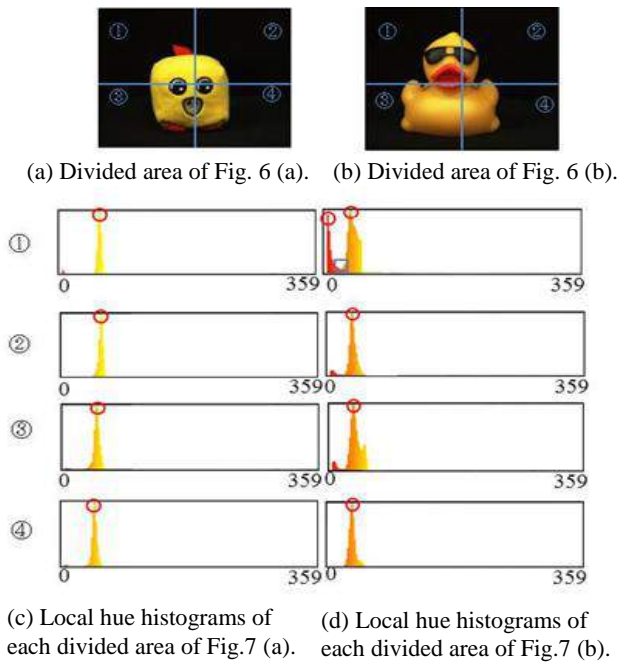 ① ② ① ②
③ ④ ③ ④
(a) Divided area of Fig. 6 (a). (b) Divided area of Fig. 6 (b).
①
0 359 0 359
②
0 359 0 359
③
0 359 0 359
④
0 359 0 359
(c) Local hue histograms of
each divided area of Fig.7 (a).
(d) Local hue histograms of
each divided area of Fig.7 (b).